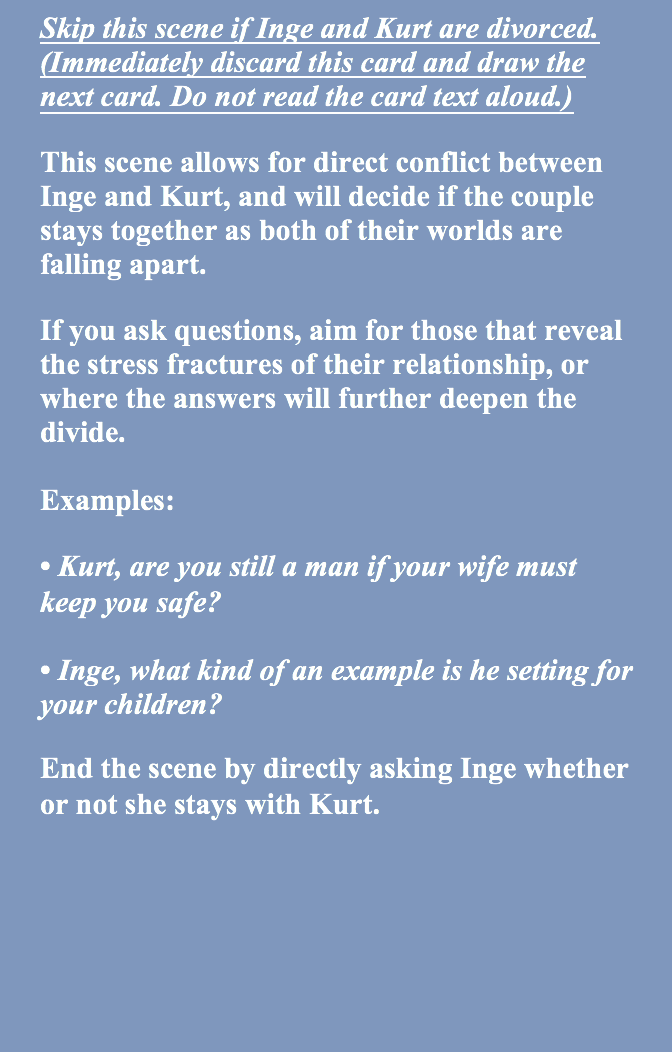 Skip this scene if Inge and Kurt are divorced.
(Immediately discard this card and draw the
next card. Do not read the card text aloud.)
This scene allows for direct conflict between
Inge and Kurt, and will decide if the couple
stays together as both of their worlds are
falling apart.
If you ask questions, aim for those that reveal
the stress fractures of their relationship, or
where the answers will further deepen the
divide.
Examples:
• Kurt, are you still a man if your wife must
keep you safe?
• Inge, what kind of an example is he setting for
your children?
End the scene by directly asking Inge whether
or not she stays with Kurt.